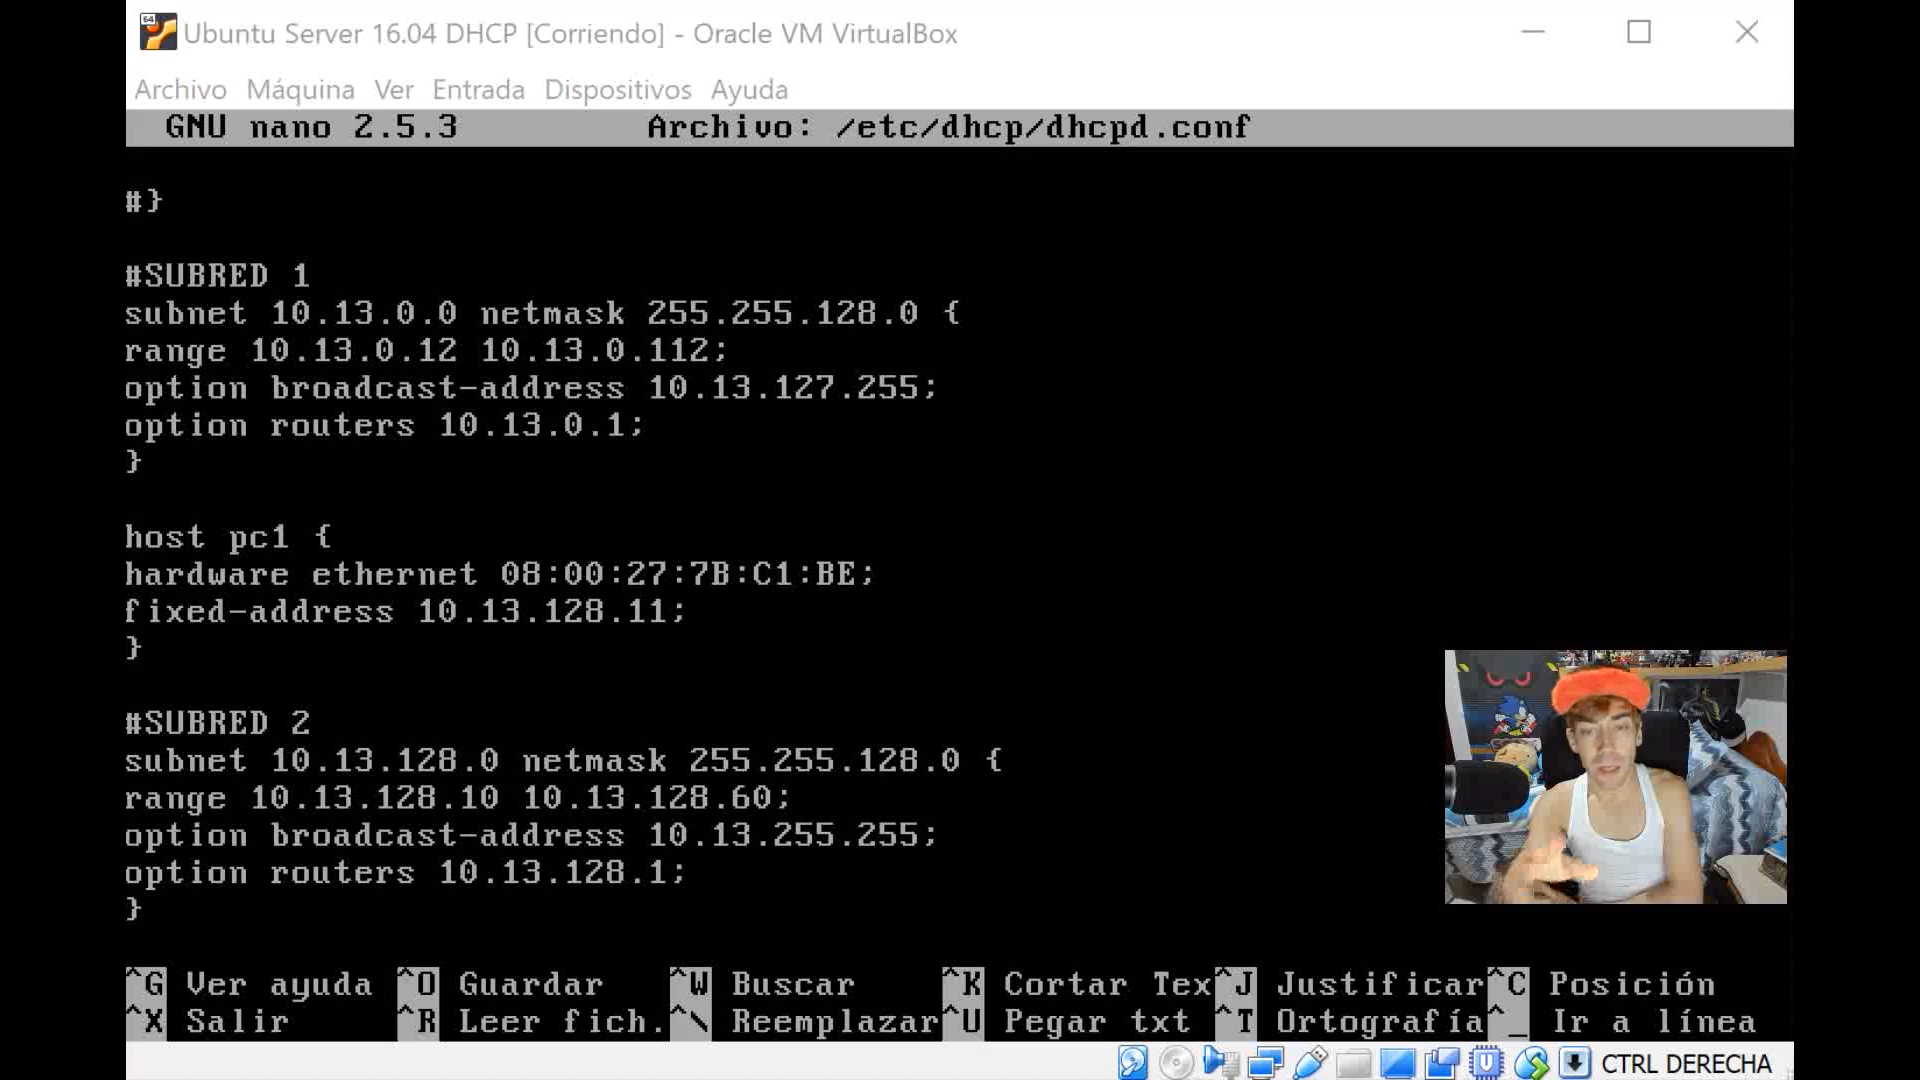 Ubuntu Server 16.04 DHCP [Corriendo] - Oracle VM VirtualBox
Archivo Máquina Ver Entrada Dispositivos Ayuda
GNU nano 2.5.3 Archivo: /etc/dhcp/dhcpd.conf
#}
#SUBRED 1
subnet 10.13.0.0 netmask 255.255.128.0 {
range 10.13.0.12 10.13.0.112;
option broadcast-address 10.13.127.255;
option routers 10.13.0.1;
}
host pc1 {
hardware ethernet 08:00:27:7B:C1:BE;
fixed-address 10.13.128.11;
}
#SUBRED 2
subnet 10.13.128.0 netmask 255.255.128.0 {
range 10.13.128.10 10.13.128.60;
option broadcast-address 10.13.255.255;
option routers 10.13.128.1;
}
^G Ver ayuda ^O Guardar ^W Buscar ^K Cortar Tex ^J Justificar ^C Posición
^X Salir ^R Leer fich. ^\ Reemplazar ^U Pegar txt ^T Ortografía ^_ Ir a línea
CTRL DERECHA